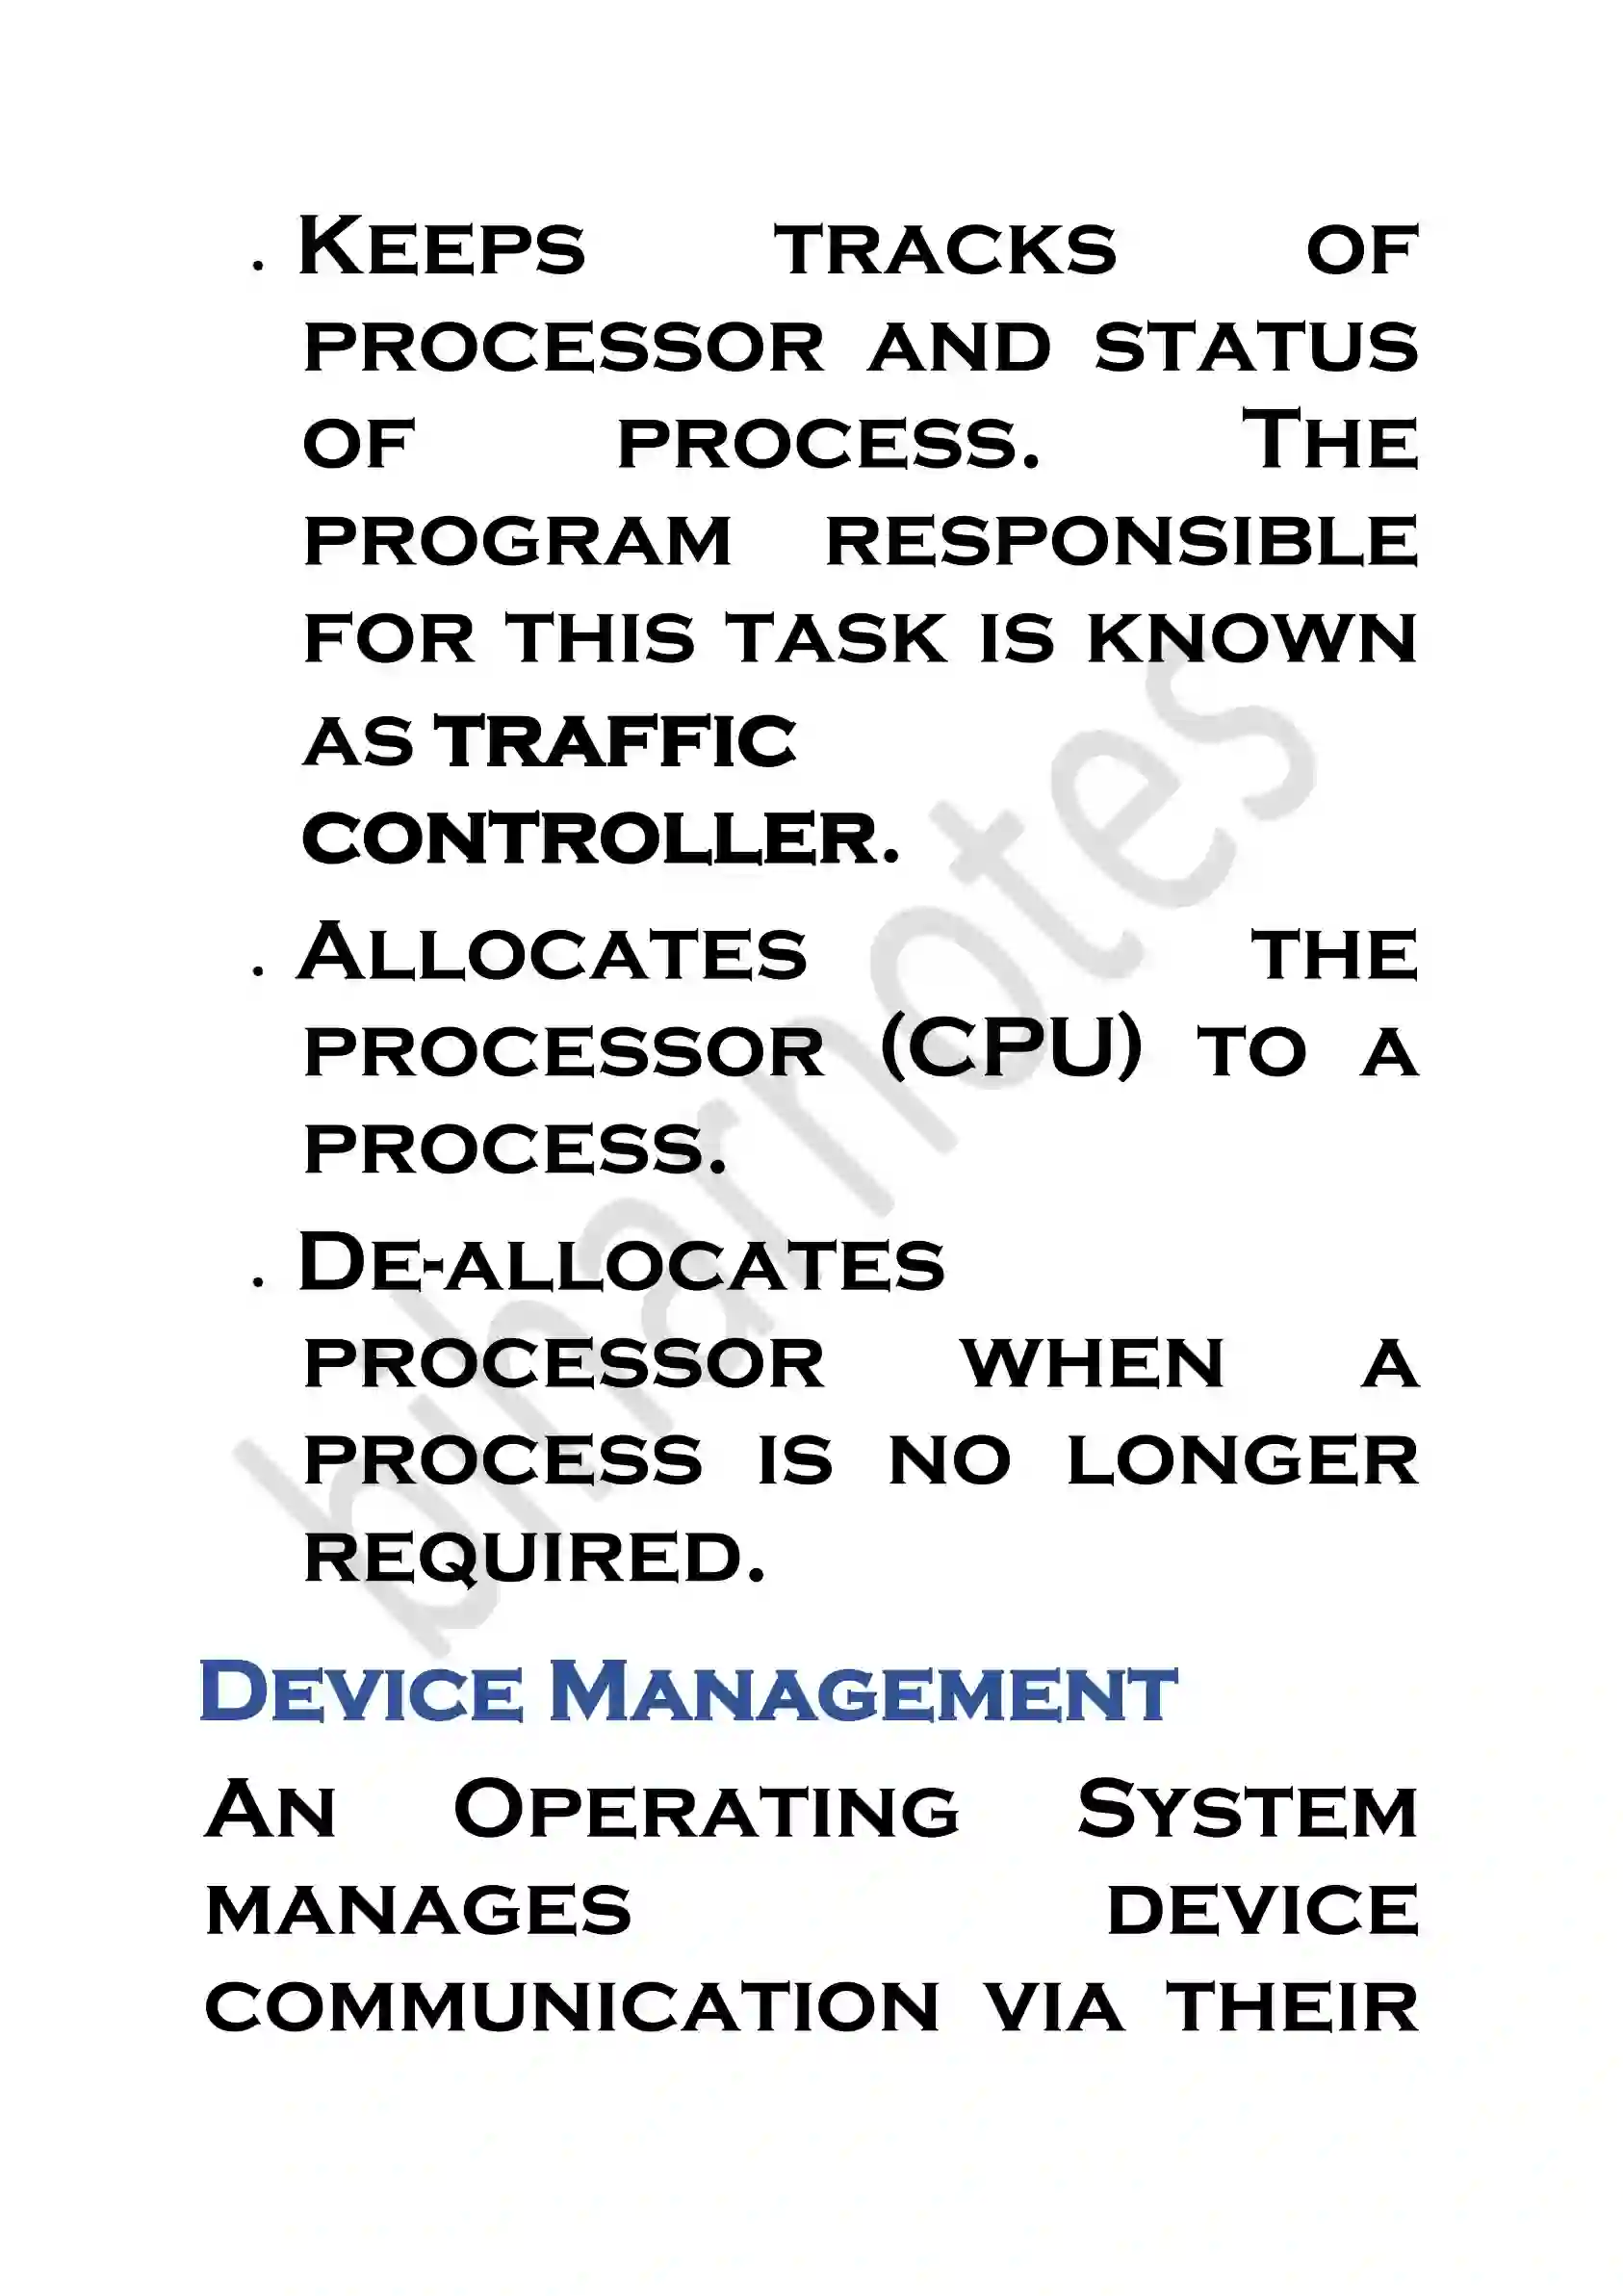 . Keeps tracks of
processor and status
of process. The
program responsible
for this task is known
as traffic
controller.
. Allocates the
processor (CPU) to a
process.
. De-allocates
processor when a
process is no longer
required.
Device Management
An Operating System
manages device
communication via their
biharnotes